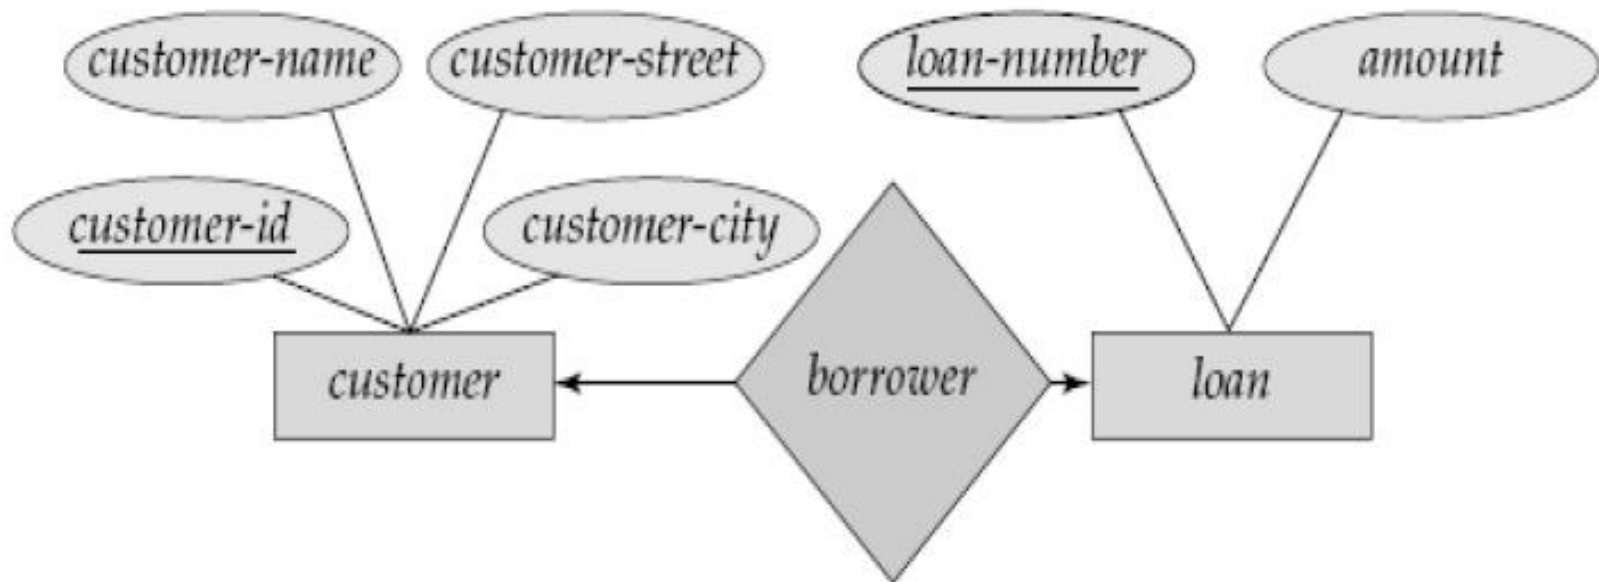 customer-name customer-street loan-number amount
customer-id customer-city
customer borrower loan